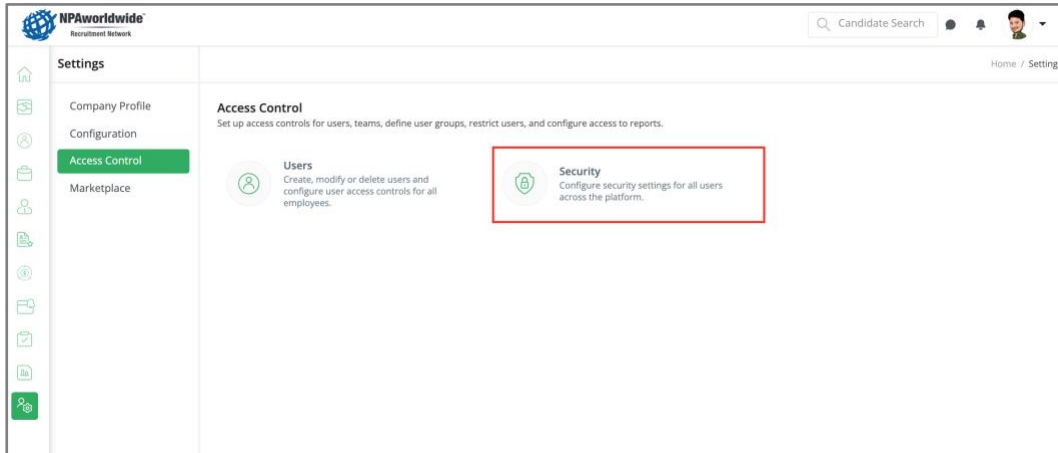 NPAworldwide
Recruitment Network
Candidate Search
Settings
Home / Setting
Company Profile
Configuration
Access Control
Marketplace
Access Control
Set up access controls for users, teams, define user groups, restrict users, and configure access to reports.
Users
Create, modify or delete users and
configure user access controls for all
employees.
Security
Configure security settings for all users
across the platform.